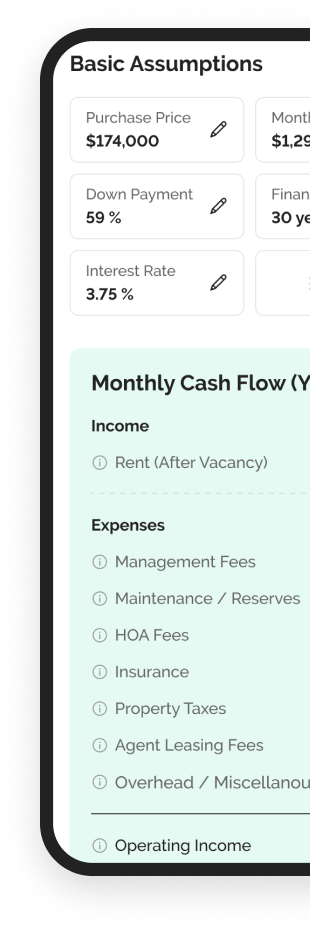 Basic Assumptions
Purchase Price
Month
$174,000
$1,29
Down Payment
Finan
59 %
30 ye
Interest Rate
3.75 %
Monthly Cash Flow (Y
Income
Rent (After Vacancy)
Expenses
Management Fees
Maintenance / Reserves
HOA Fees
Insurance
Property Taxes
Agent Leasing Fees
Overhead / Miscellanou
Operating Income